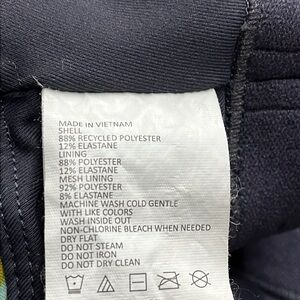 MADE IN VIETNAM
SHELL
88% RECYCLED POLYESTER
12% ELASTANE
LINING
88% POLYESTER
12% ELASTANE
MESH LINING
92% POLYESTER
8% ELASTANE
MACHINE WASH COLD GENTLE
WITH LIKE COLORS
WASH INSIDE OUT
NON-CHLORINE BLEACH WHEN NEEDED
DRY FLAT
DO NOT STEAM
DO NOT IRON
DO NOT DRY CLEAN